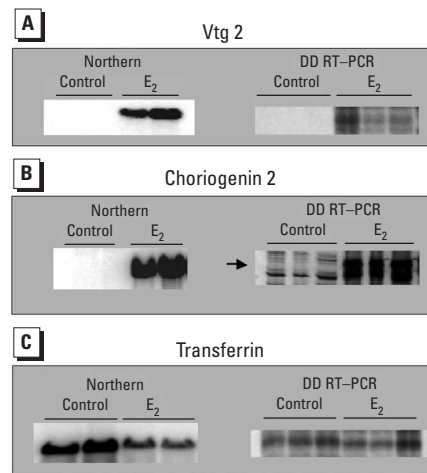 A
Vtg 2
Northern
Control E2
DD RT–PCR
Control E2
B
Choriogenin 2
Northern
Control E2
DD RT–PCR
Control E2
C
Transferrin
Northern
Control E2
DD RT–PCR
Control E2